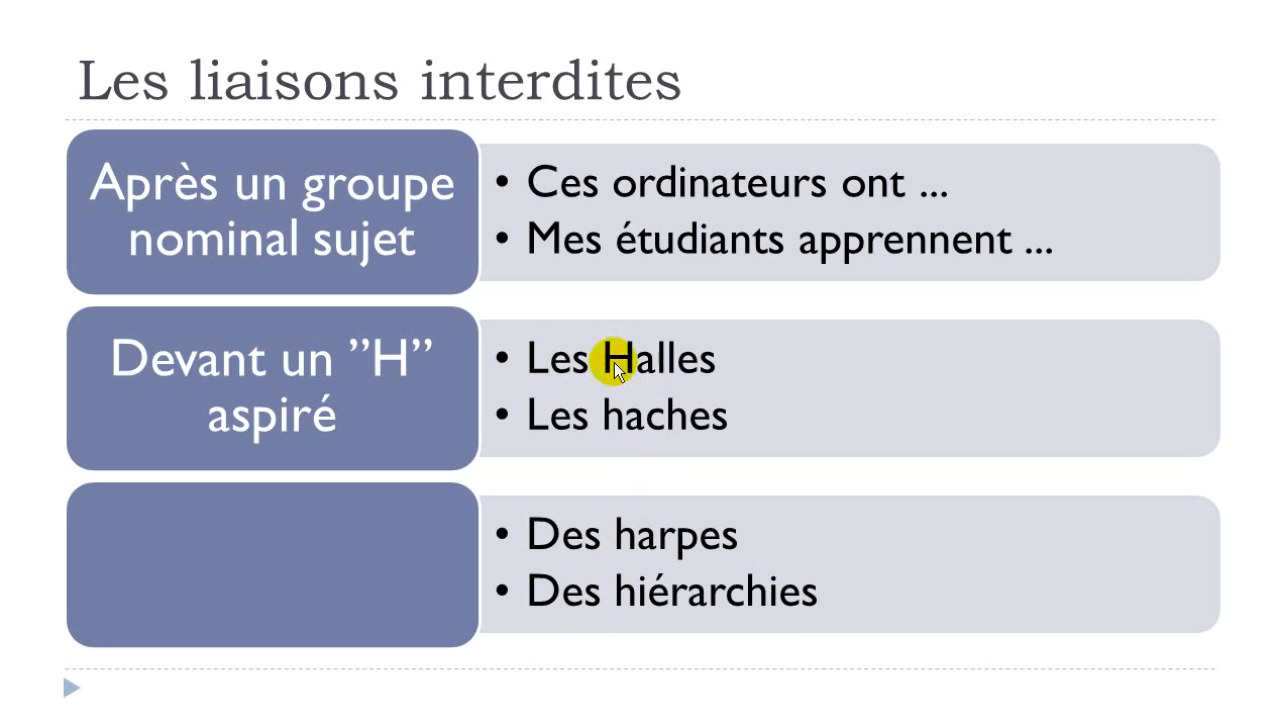 Les liaisons interdites
Après un groupe
nominal sujet
• Ces ordinateurs ont ...
• Mes étudiants apprennent ...
Devant un ”H”
aspiré
• Les Halles
• Les haches
• Des harpes
• Des hiérarchies